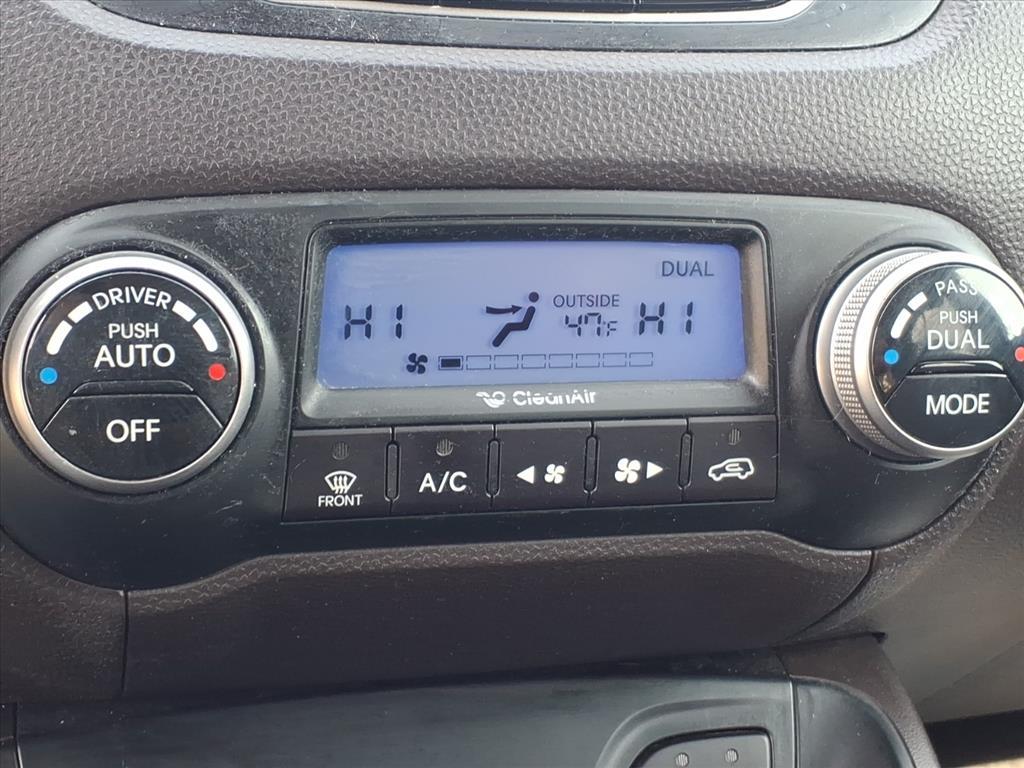 DRIVER
PUSH
AUTO
OFF
DUAL
HI
OUTSIDE
47°F
HI
CleanAir
FRONT
A/C
PASS
PUSH
DUAL
MODE